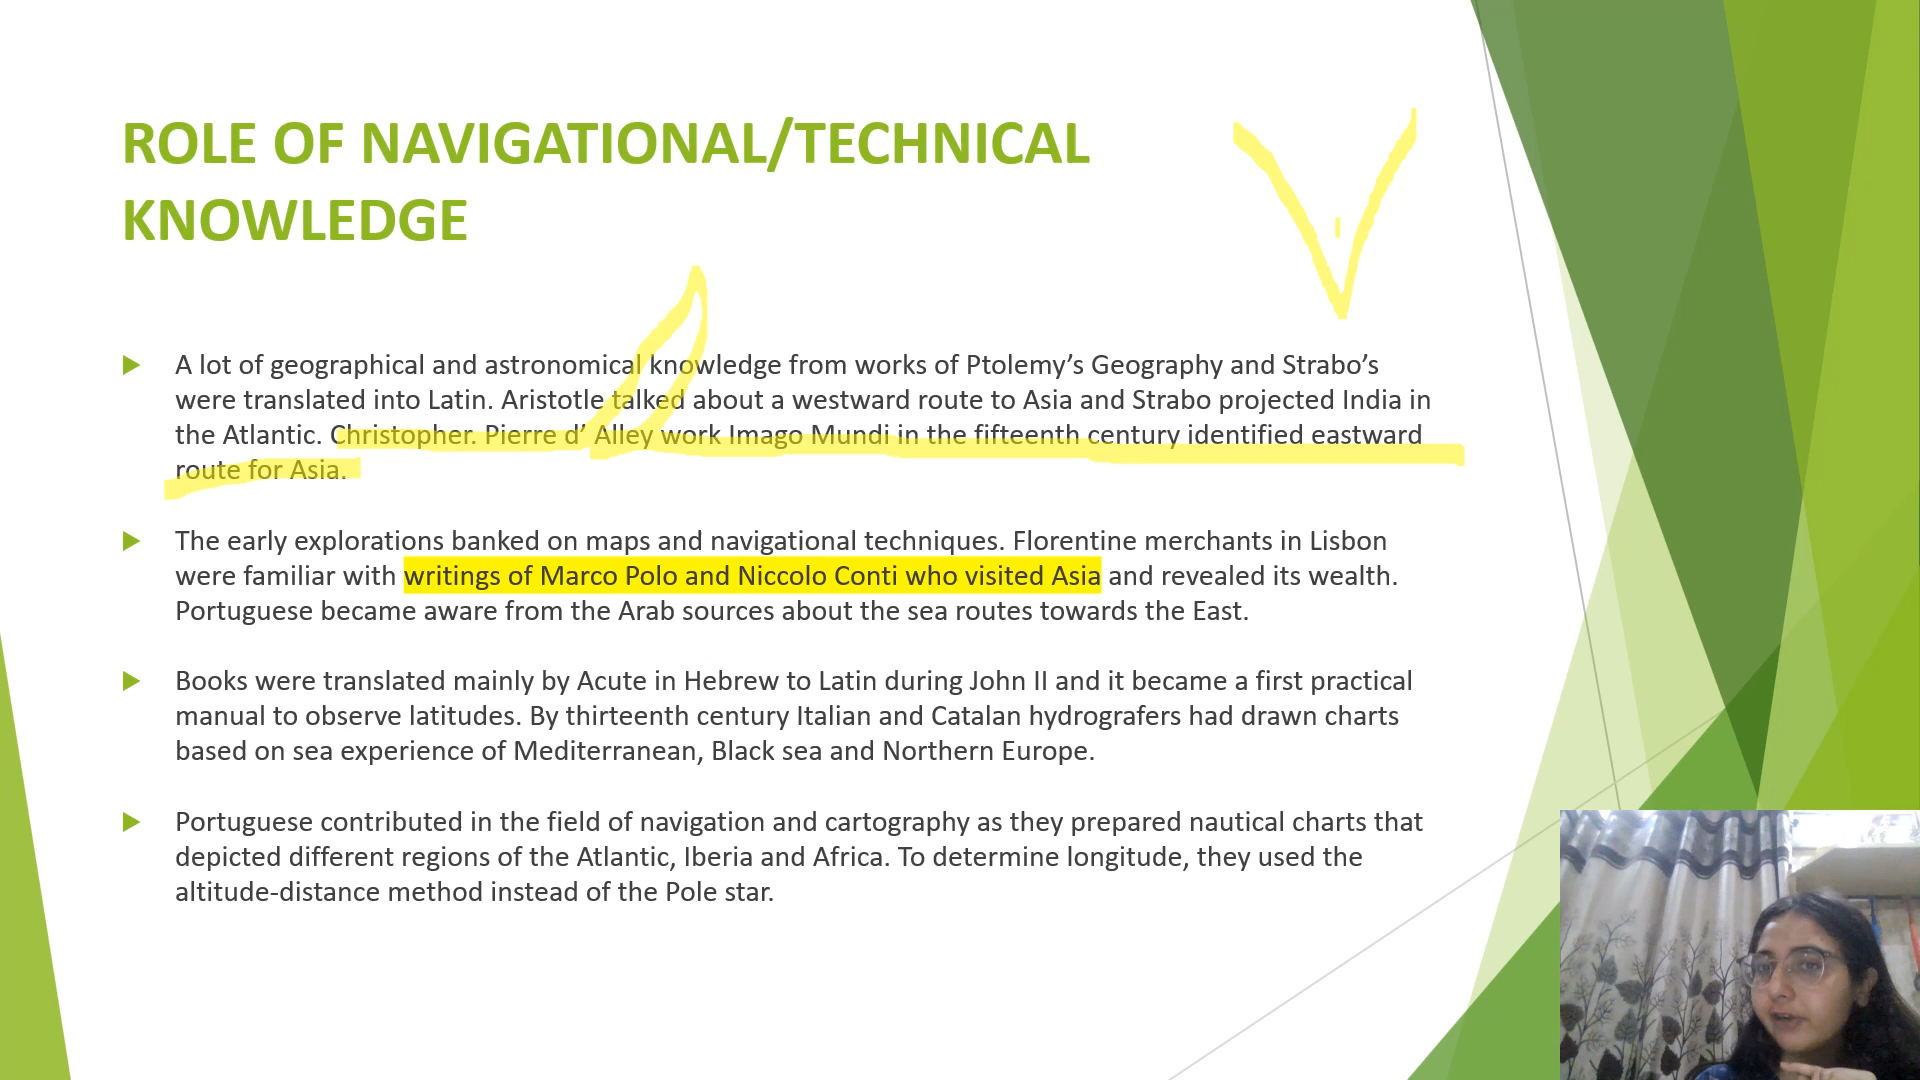 ROLE OF NAVIGATIONAL/TECHNICAL
KNOWLEDGE
A lot of geographical and astronomical knowledge from works of Ptolemy’s Geography and Strabo’s
were translated into Latin. Aristotle talked about a westward route to Asia and Strabo projected India in
the Atlantic. Christopher. Pierre d’ Alley work Imago Mundi in the fifteenth century identified eastward
route for Asia.
The early explorations banked on maps and navigational techniques. Florentine merchants in Lisbon
were familiar with writings of Marco Polo and Niccolo Conti who visited Asia and revealed its wealth.
Portuguese became aware from the Arab sources about the sea routes towards the East.
Books were translated mainly by Acute in Hebrew to Latin during John II and it became a first practical
manual to observe latitudes. By thirteenth century Italian and Catalan hydrografers had drawn charts
based on sea experience of Mediterranean, Black sea and Northern Europe.
Portuguese contributed in the field of navigation and cartography as they prepared nautical charts that
depicted different regions of the Atlantic, Iberia and Africa. To determine longitude, they used the
altitude-distance method instead of the Pole star.